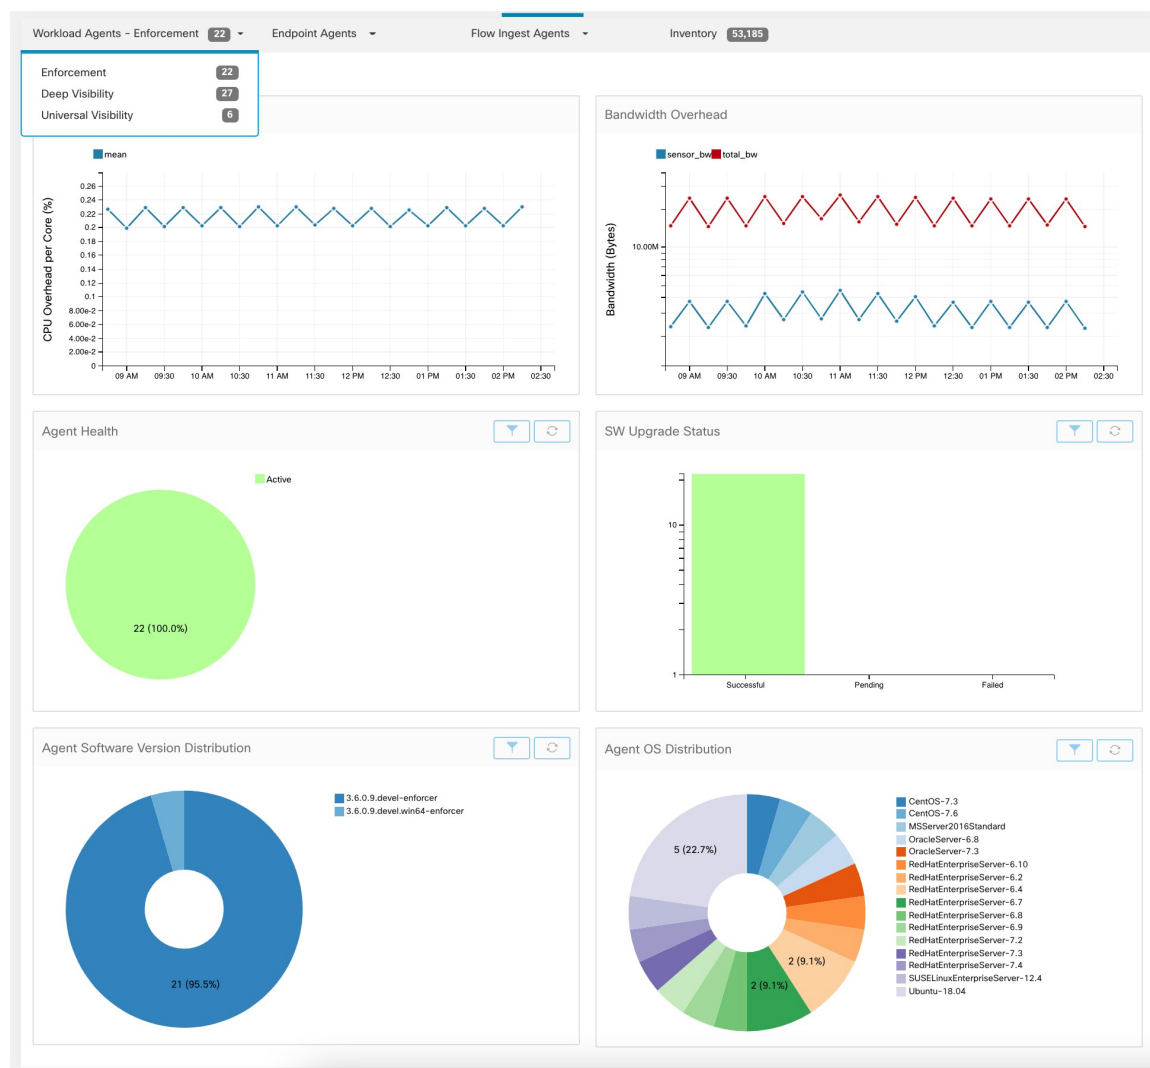 Workload Agents - Enforcement 22 Endpoint Agents Flow Ingest Agents Inventory 53,185
Enforcement 22
Deep Visibility 27
Universal Visibility 6
mean
CPU Overhead per Core (%)
0.26
0.24
0.22
0.2
0.18
0.16
0.14
0.12
0.1
8.00e-2
6.00e-2
4.00e-2
2.00e-2
0
09 AM 09:30 10 AM 10:30 11 AM 11:30 12 PM 12:30 01 PM 01:30 02 PM 02:30
Bandwidth Overhead
sensor_bw total_bw
Bandwidth (Bytes)
10.00M
09 AM 09:30 10 AM 10:30 11 AM 11:30 12 PM 12:30 01 PM 01:30 02 PM 02:30
Agent Health
Active
22 (100.0%)
SW Upgrade Status
10
1
Successful Pending Failed
Agent Software Version Distribution
3.6.0.9.devel-enforcer
3.6.0.9.devel.win64-enforcer
21 (95.5%)
Agent OS Distribution
5 (22.7%)
2 (9.1%)
2 (9.1%)
CentOS-7.3
CentOS-7.6
MSServer2016Standard
OracleServer-6.8
OracleServer-7.3
RedHatEnterpriseServer-6.10
RedHatEnterpriseServer-6.2
RedHatEnterpriseServer-6.4
RedHatEnterpriseServer-6.7
RedHatEnterpriseServer-6.8
RedHatEnterpriseServer-6.9
RedHatEnterpriseServer-7.2
RedHatEnterpriseServer-7.3
RedHatEnterpriseServer-7.4
SUSELinuxEnterpriseServer-12.4
Ubuntu-18.04